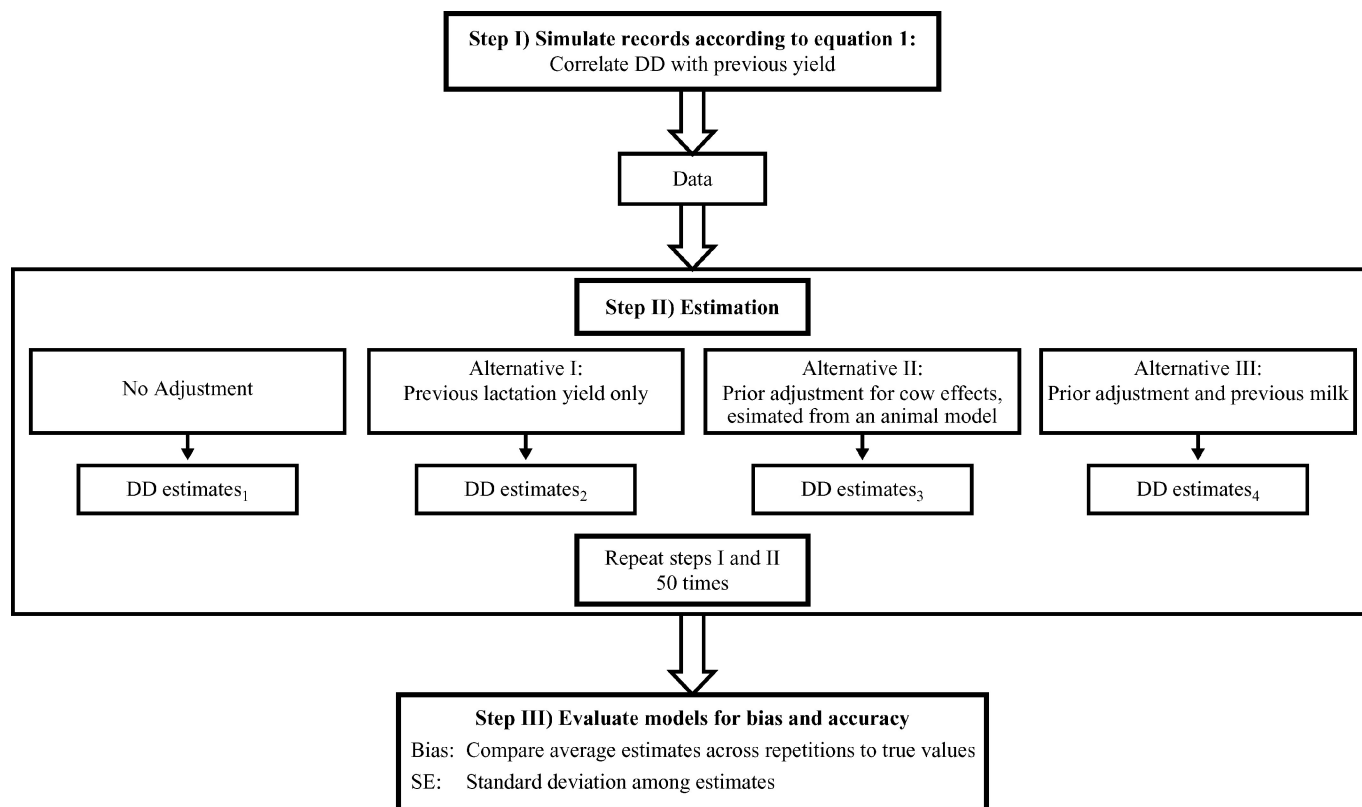 Step I) Simulate records according to equation 1:
Correlate DD with previous yield
Data
Step II) Estimation
No Adjustment
Alternative I:
Previous lactation yield only
Alternative II:
Prior adjustment for cow effects,
esimated from an animal model
Alternative III:
Prior adjustment and previous milk
DD estimates₁
DD estimates₂
DD estimates₃
DD estimates₄
Repeat steps I and II
50 times
Step III) Evaluate models for bias and accuracy
Bias: Compare average estimates across repetitions to true values
SE: Standard deviation among estimates